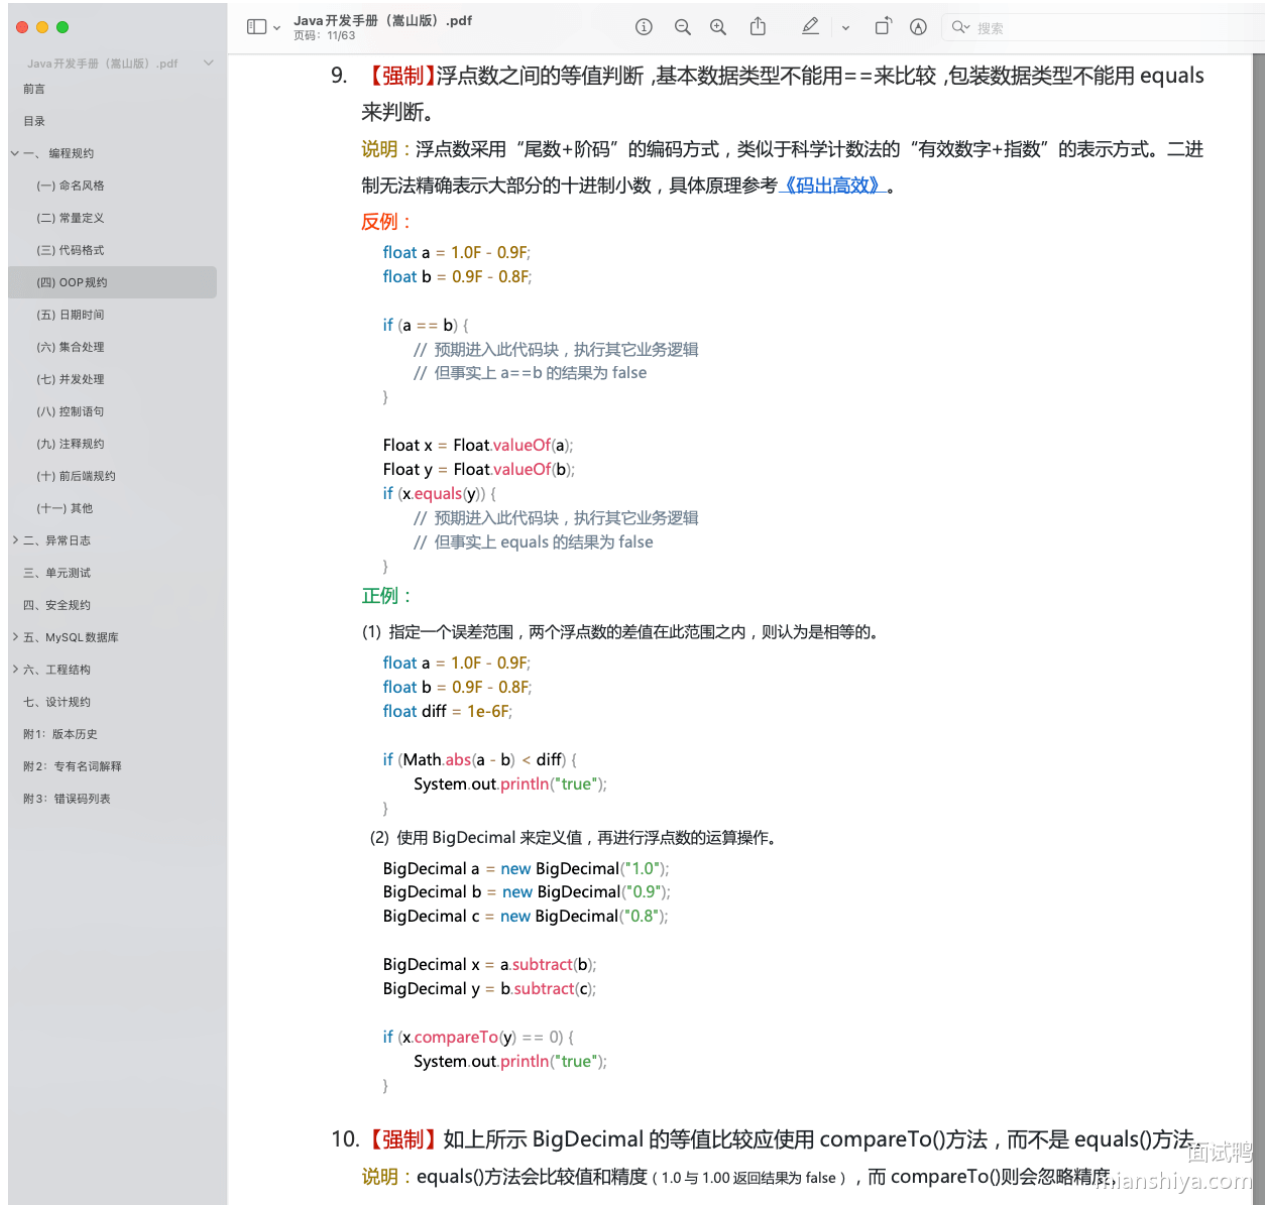 Java开发手册（嵩山版）.pdf
页码：11/63
搜索
Java开发手册（嵩山版）.pdf
前言
目录
一、编程规约
(一) 命名风格
(二) 常量定义
(三) 代码格式
(四) OOP规约
(五) 日期时间
(六) 集合处理
(七) 并发处理
(八) 控制语句
(九) 注释规约
(十) 前后端规约
(十一) 其他
二、异常日志
三、单元测试
四、安全规约
五、MySQL数据库
六、工程结构
七、设计规约
附1：版本历史
附2：专有名词解释
附3：错误码列表
9. 【强制】浮点数之间的等值判断，基本数据类型不能用==来比较，包装数据类型不能用 equals
来判断。
说明：浮点数采用“尾数+阶码”的编码方式，类似于科学计数法的“有效数字+指数”的表示方式。二进
制无法精确表示大部分的十进制小数，具体原理参考《码出高效》。
反例：
float a = 1.0F - 0.9F;
float b = 0.9F - 0.8F;
if (a == b) {
// 预期进入此代码块，执行其它业务逻辑
// 但事实上 a==b 的结果为 false
}
Float x = Float.valueOf(a);
Float y = Float.valueOf(b);
if (x.equals(y)) {
// 预期进入此代码块，执行其它业务逻辑
// 但事实上 equals 的结果为 false
}
正例：
(1) 指定一个误差范围，两个浮点数的差值在此范围之内，则认为是相等的。
float a = 1.0F - 0.9F;
float b = 0.9F - 0.8F;
float diff = 1e-6F;
if (Math.abs(a - b) < diff) {
System.out.println("true");
}
(2) 使用 BigDecimal 来定义值，再进行浮点数的运算操作。
BigDecimal a = new BigDecimal("1.0");
BigDecimal b = new BigDecimal("0.9");
BigDecimal c = new BigDecimal("0.8");
BigDecimal x = a.subtract(b);
BigDecimal y = b.subtract(c);
if (x.compareTo(y) == 0) {
System.out.println("true");
}
10. 【强制】如上所示 BigDecimal 的等值比较应使用 compareTo()方法，而不是 equals()方法。
说明：equals()方法会比较值和精度（1.0 与 1.00 返回结果为 false），而 compareTo()则会忽略精度。
面试鸭
mianshiya.com